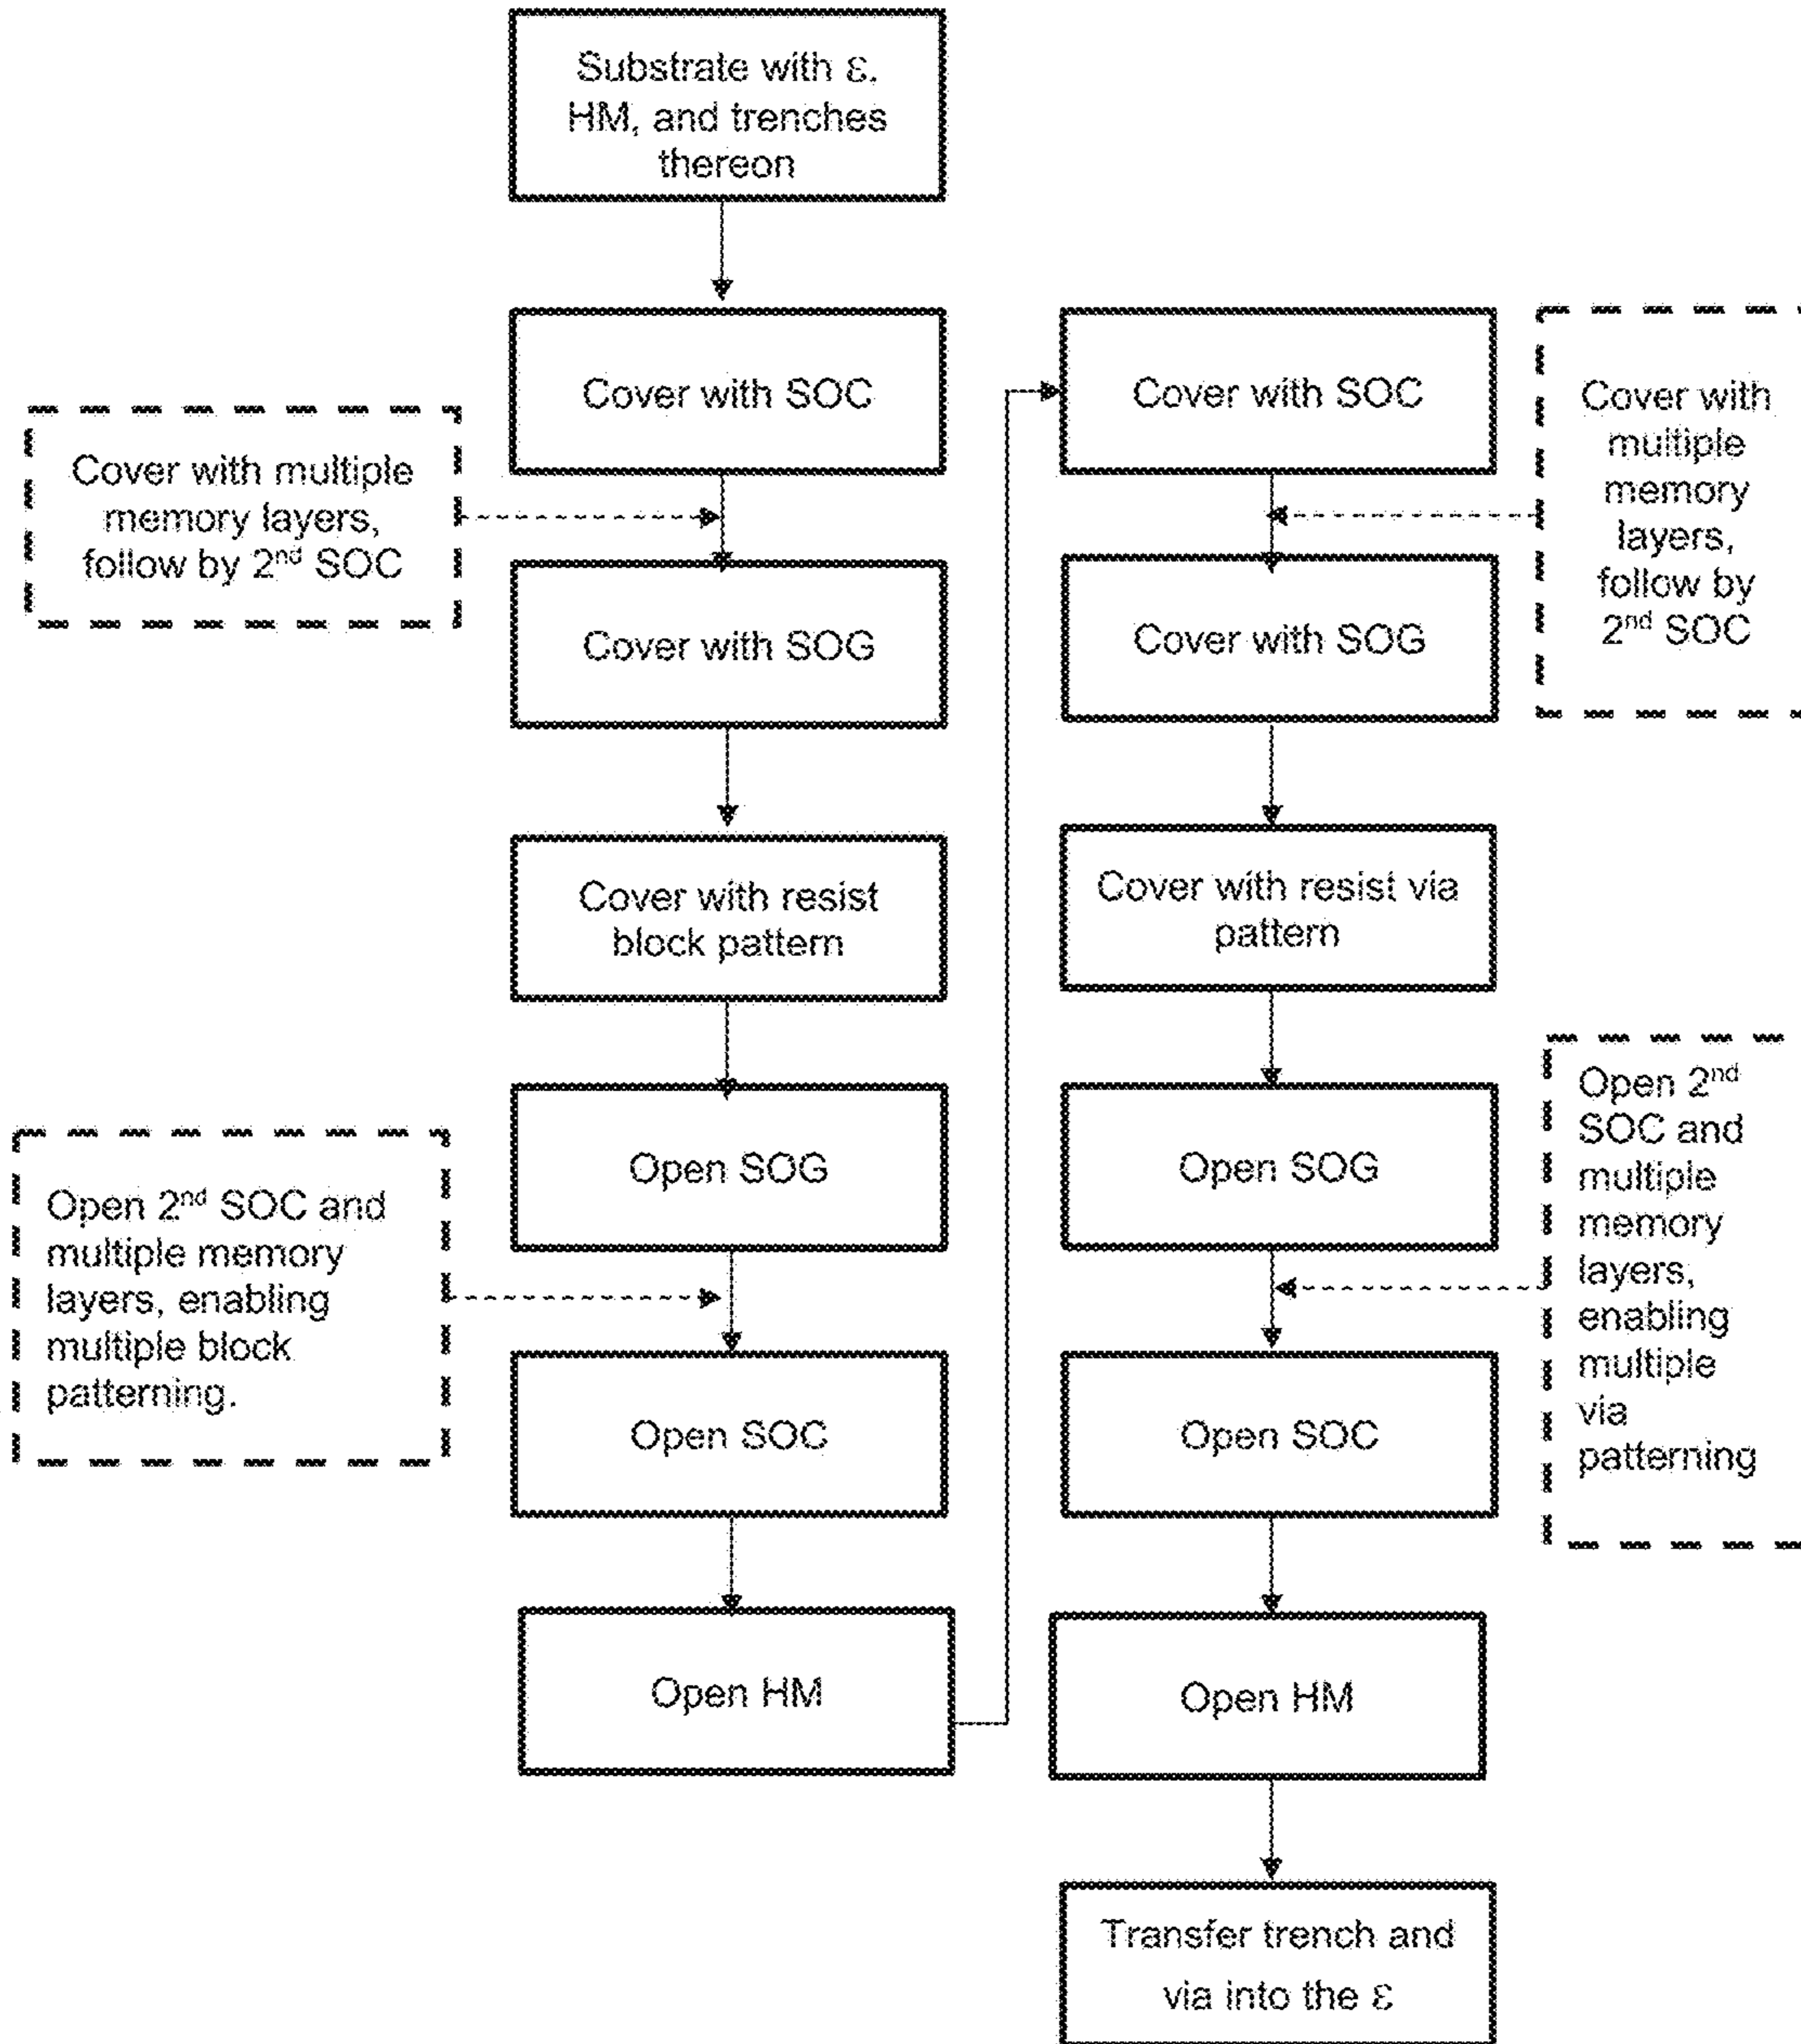 Substrate with ε,
HM, and trenches
thereon
Cover with SOC
Cover with multiple
memory layers,
follow by 2nd SOC
Cover with SOG
Cover with resist
block pattern
Open SOG
Open 2nd SOC and
multiple memory
layers, enabling
multiple block
patterning.
Open SOC
Open HM
Cover with SOC
Cover with
multiple
memory
layers,
follow by
2nd SOC
Cover with SOG
Cover with resist via
pattern
Open SOG
Open 2nd
SOC and
multiple
memory
layers,
enabling
multiple
via
patterning
Open SOC
Open HM
Transfer trench and
via into the ε